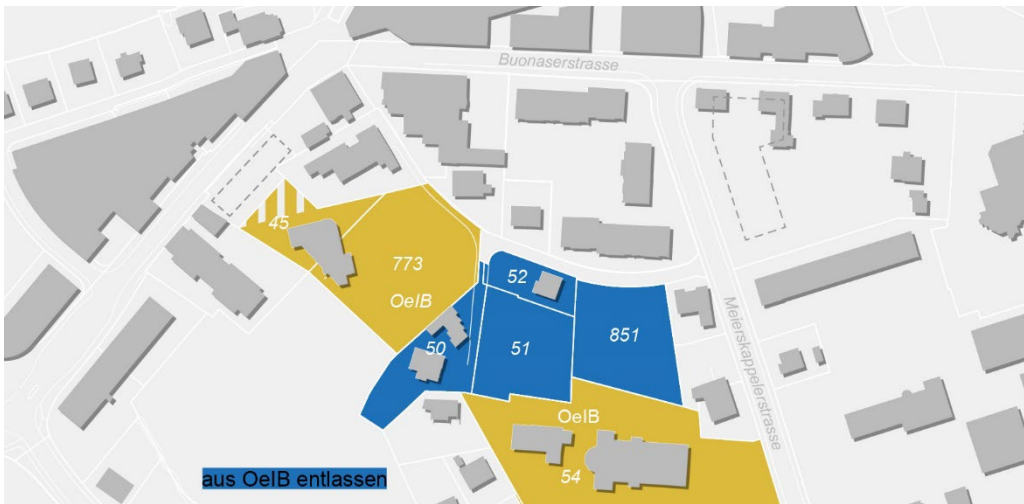 Buonaserstrasse
45
773
OeIB
52
50
51
851
Meierskappelerstrasse
OeIB
54
aus OeIB entlassen